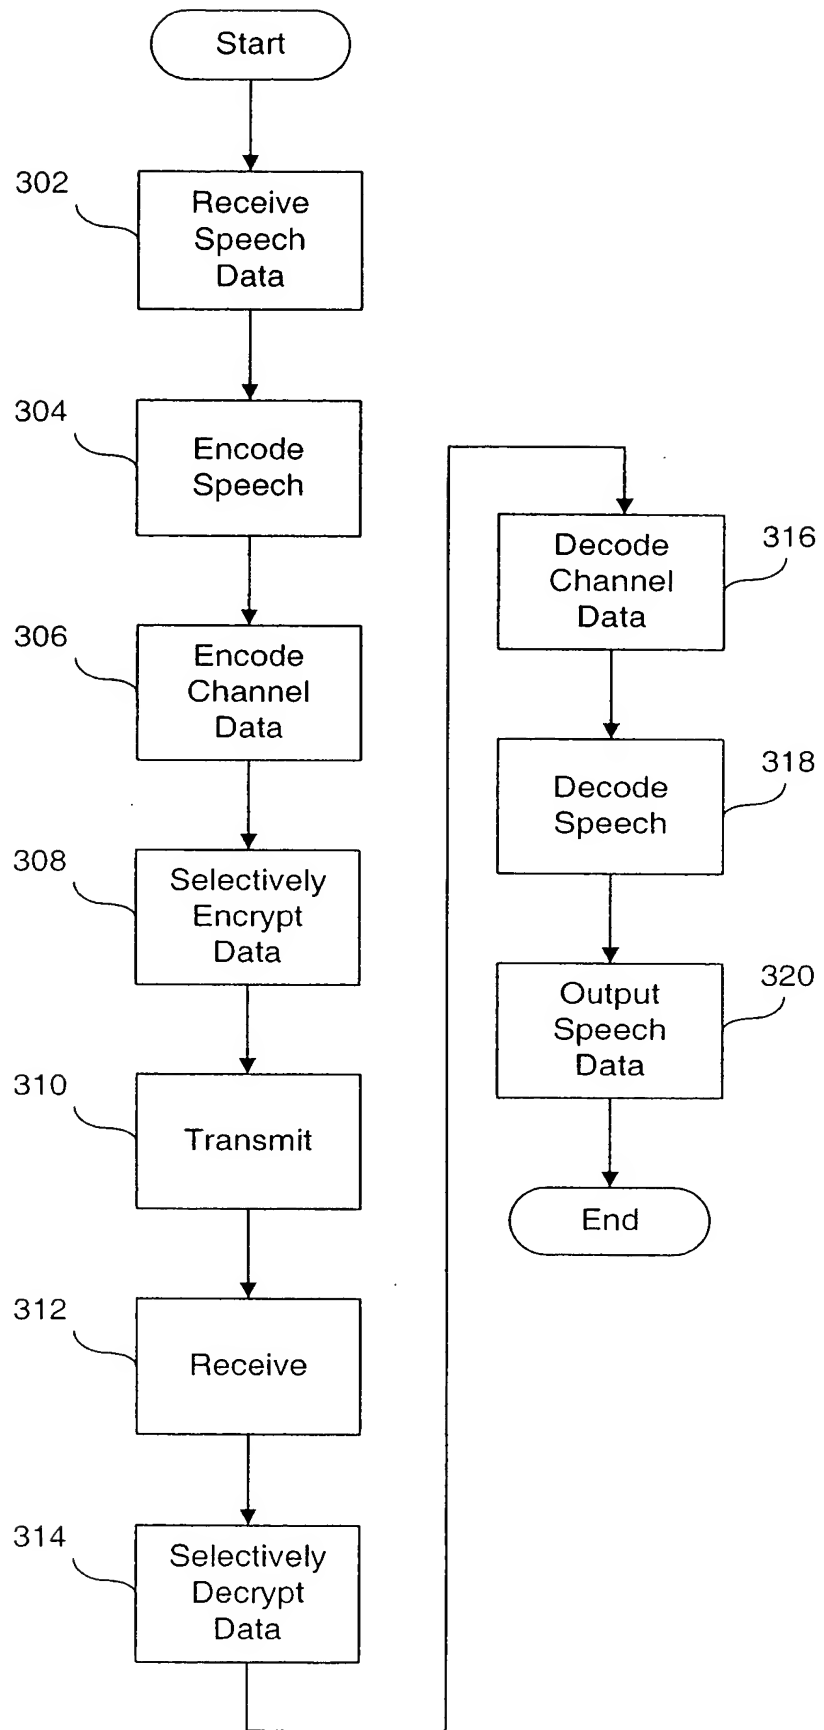 Start
302
Receive
Speech
Data
304
Encode
Speech
306
Encode
Channel
Data
308
Selectively
Encrypt
Data
310
Transmit
312
Receive
314
Selectively
Decrypt
Data
316
Decode
Channel
Data
318
Decode
Speech
320
Output
Speech
Data
End